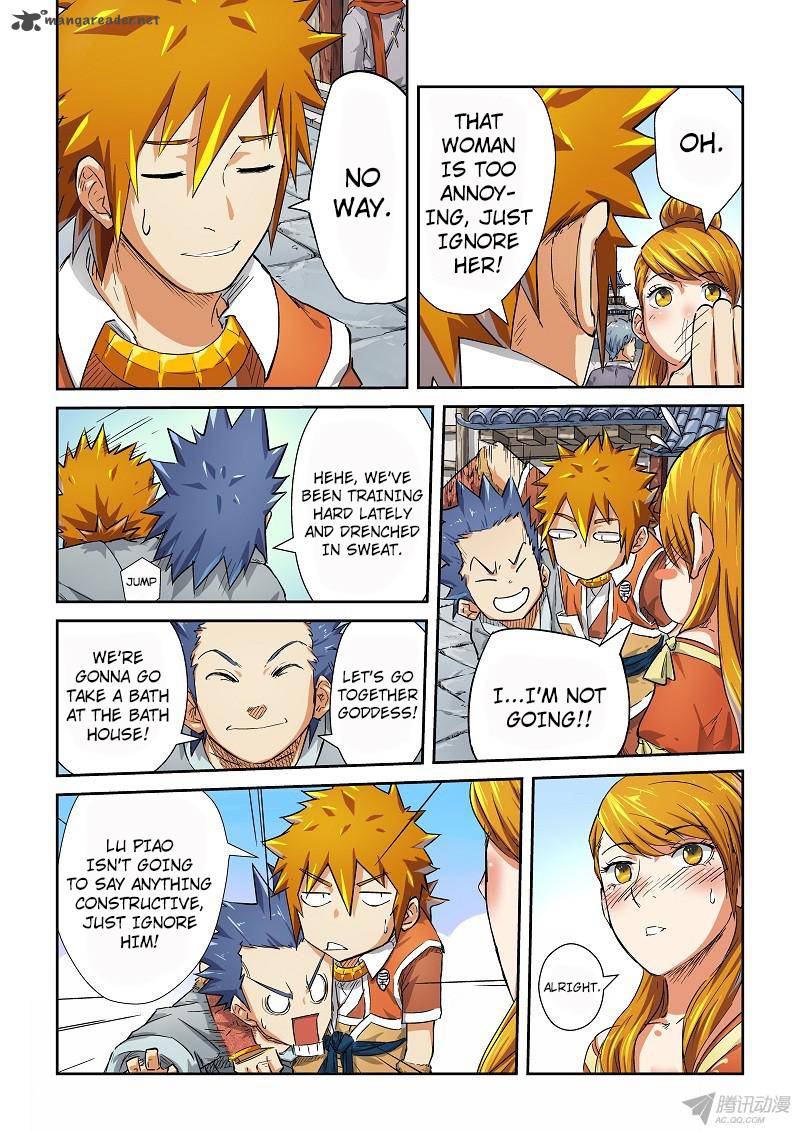 mangareader.net
NO
WAY.
THAT
WOMAN
IS TOO
ANNOY-
ING, JUST
IGNORE
HER!
OH.
HEHE, WE'VE
BEEN TRAINING
HARD LATELY
AND DRENCHED
IN SWEAT.
JUMP
WE'RE
GONNA GO
TAKE A BATH
AT THE BATH
HOUSE!
LET'S GO
TOGETHER
GODDESS!
I...I'M NOT
GOING!!
LU PIAO
ISN'T GOING
TO SAY ANYTHING
CONSTRUCTIVE,
JUST IGNORE
HIM!
ALRIGHT.
腾讯动漫
AC.QQ.COM